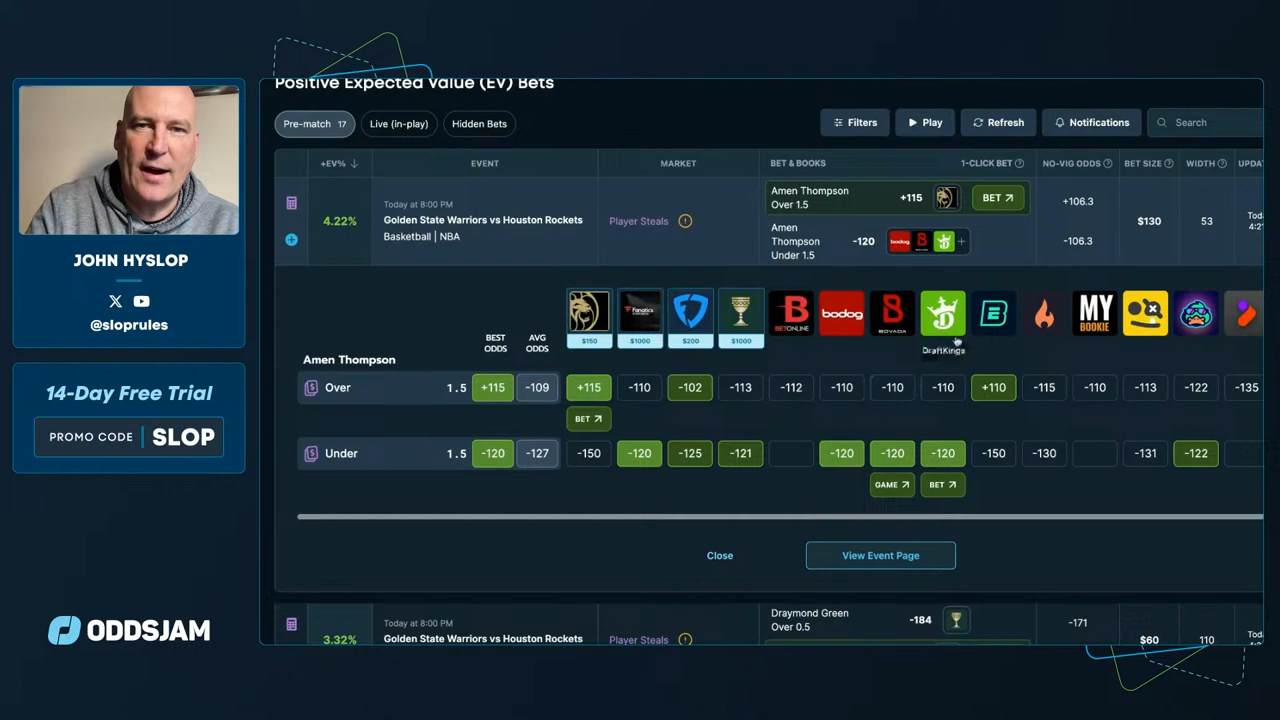 JOHN HYSLOP
@sloprules
14-Day Free Trial
PROMO CODE SLOP
ODDSJAM
Positive Expected Value (EV) Bets
Pre-match 17 Live (in-play) Hidden Bets Filters Play Refresh Notifications Search
+EV% EVENT MARKET BET & BOOKS 1-CLICK BET NO-VIG ODDS BET SIZE WIDTH
4.22%
Today at 8:00 PM
Golden State Warriors vs Houston Rockets
Basketball | NBA
Player Steals
Amen Thompson
Over 1.5
+115
BET
Amen
Thompson
Under 1.5
-120
bodog B +
+106.3
-106.3
$130
53
BEST
ODDS
AVG
ODDS
$150
Fanatics
$1000
$200
$1000
BETONLINE
bodog
BOVADA
DraftKings
MY
BOOKIE
Amen Thompson
Over 1.5 +115 -109 +115 -110 -102 -113 -112 -110 -110 -110 +110 -115 -110 -113 -122 -135
BET
Under 1.5 -120 -127 -150 -120 -125 -121 -120 -120 -120 -150 -130 -131 -122
GAME BET
Close View Event Page
3.32%
Today at 8:00 PM
Golden State Warriors vs Houston Rockets
Player Steals
Draymond Green
Over 0.5
-184
-171
$60
110